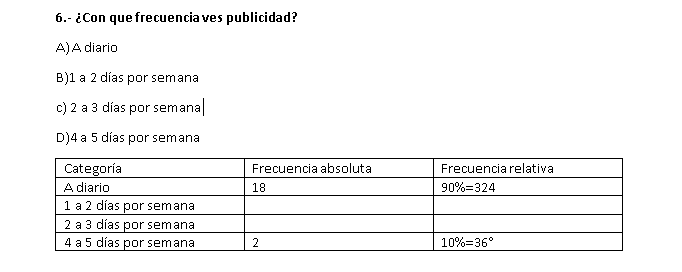 6.- ¿Con que frecuencia ves publicidad?
A) A diario
B)1 a 2 días por semana
c) 2 a 3 días por semana
D)4 a 5 días por semana
Categoría Frecuencia absoluta Frecuencia relativa
A diario 18 90%=324
1 a 2 días por semana
2 a 3 días por semana
4 a 5 días por semana 2 10%=36°